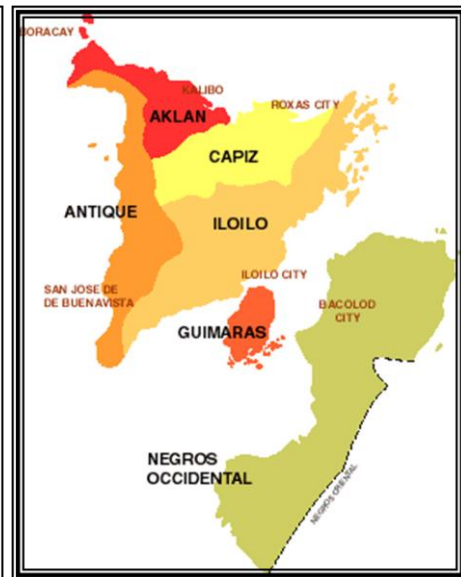 BORACAY
KALIBO
ROXAS CITY
AKLAN
CAPIZ
ANTIQUE
ILOILO
ILOILO CITY
SAN JOSE DE
DE BUENAVISTA
BACOLOD
CITY
GUIMARAS
NEGROS
OCCIDENTAL
NEGROS ORIENTAL